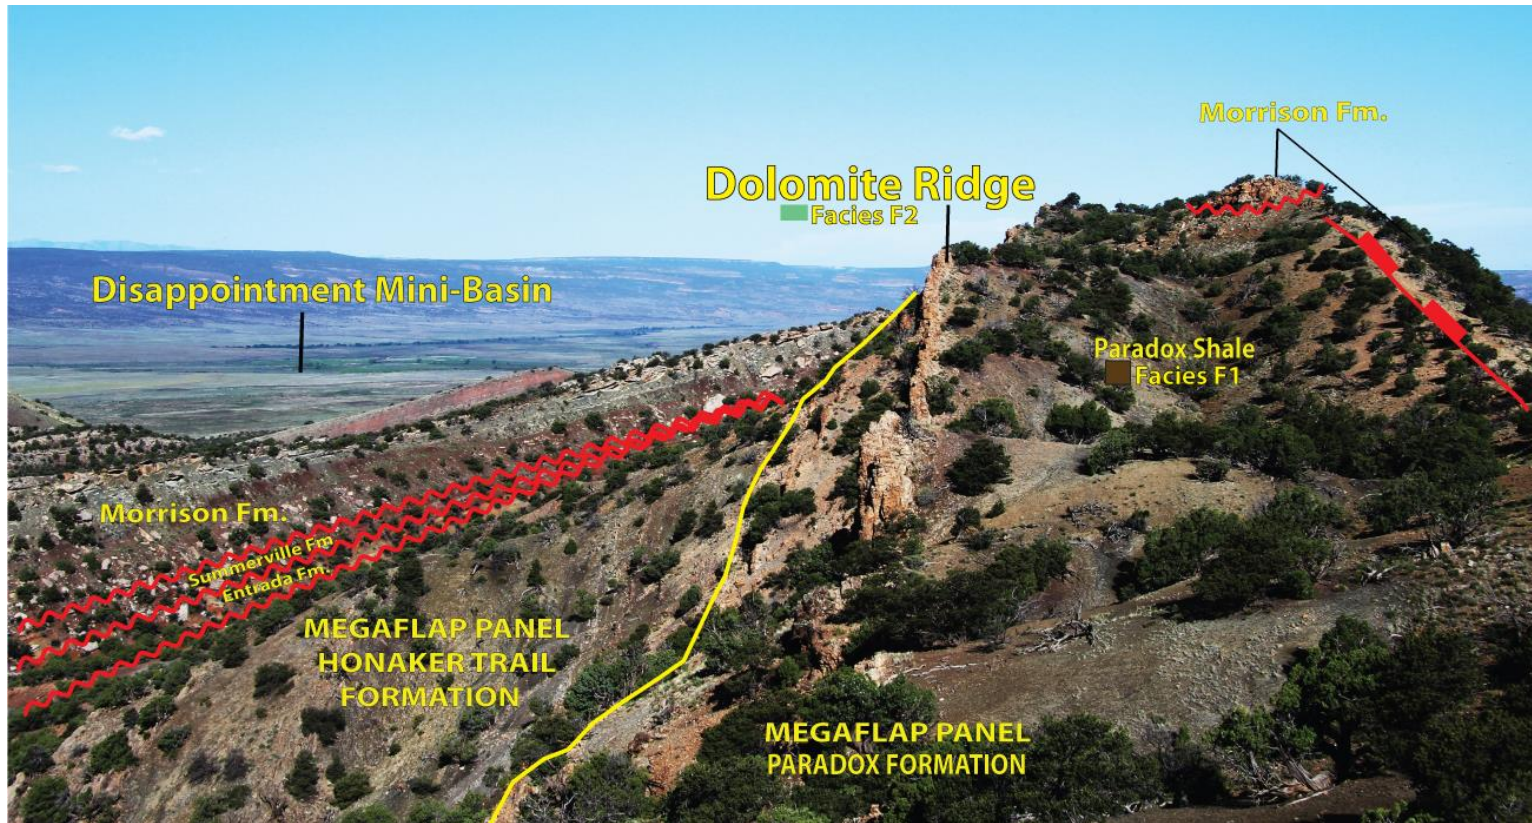 Morrison Fm.
Dolomite Ridge
Facies F2
Disappointment Mini-Basin
Paradox Shale
Facies F1
Morrison Fm.
Summerville Fm
Entrada Fm.
MEGAFLAP PANEL
HONAKER TRAIL
FORMATION
MEGAFLAP PANEL
PARADOX FORMATION